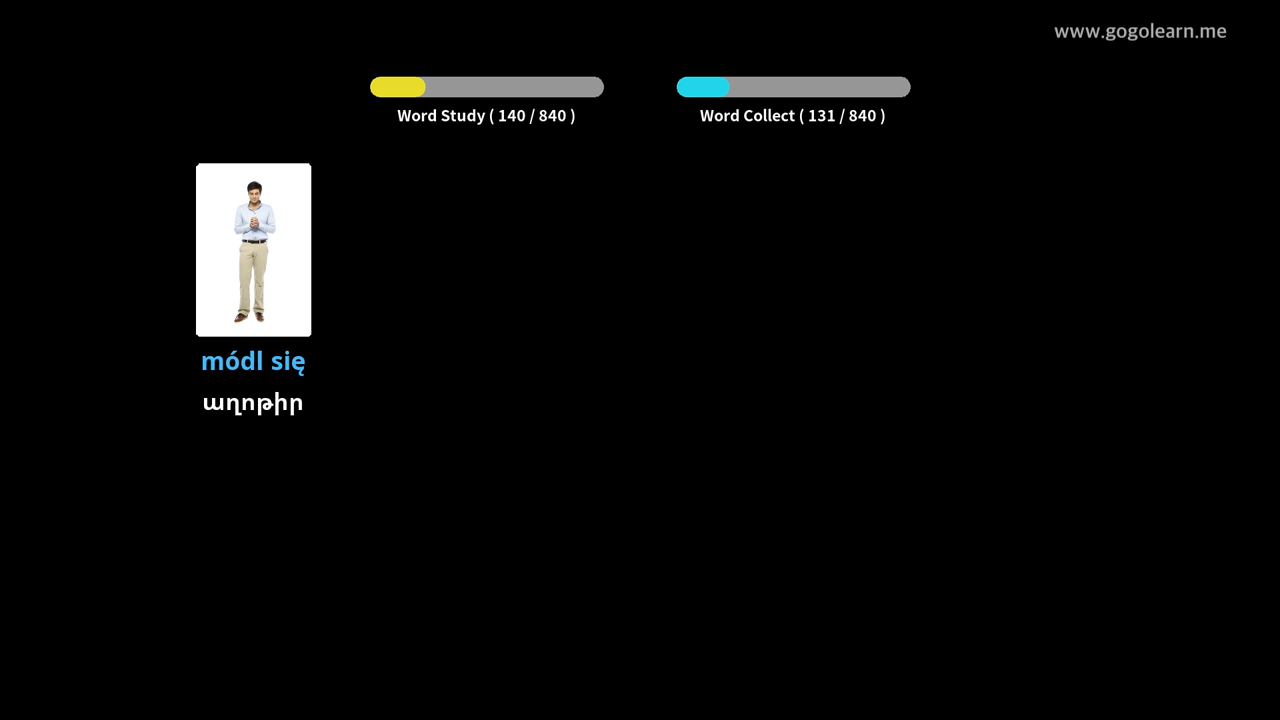 www.gogolearn.me
Word Study ( 140 / 840 )
Word Collect ( 131 / 840 )
módl się
աղոթիր